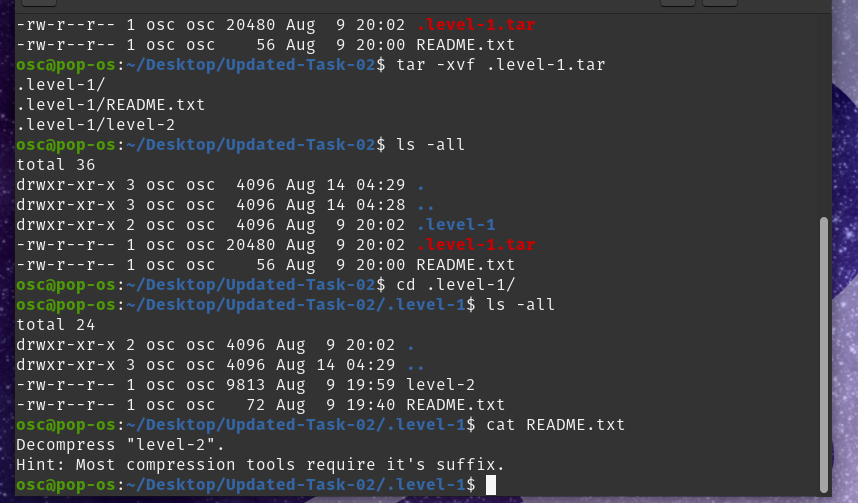 -rw-r--r-- 1 osc osc 20480 Aug  9 20:02 .level-1.tar
-rw-r--r-- 1 osc osc    56 Aug  9 20:00 README.txt
osc@pop-os:~/Desktop/Updated-Task-02$ tar -xvf .level-1.tar
.level-1/
.level-1/README.txt
.level-1/level-2
osc@pop-os:~/Desktop/Updated-Task-02$ ls -all
total 36
drwxr-xr-x 3 osc osc  4096 Aug 14 04:29 .
drwxr-xr-x 3 osc osc  4096 Aug 14 04:28 ..
drwxr-xr-x 2 osc osc  4096 Aug  9 20:02 .level-1
-rw-r--r-- 1 osc osc 20480 Aug  9 20:02 .level-1.tar
-rw-r--r-- 1 osc osc    56 Aug  9 20:00 README.txt
osc@pop-os:~/Desktop/Updated-Task-02$ cd .level-1/
osc@pop-os:~/Desktop/Updated-Task-02/.level-1$ ls -all
total 24
drwxr-xr-x 2 osc osc 4096 Aug  9 20:02 .
drwxr-xr-x 3 osc osc 4096 Aug 14 04:29 ..
-rw-r--r-- 1 osc osc 9813 Aug  9 19:59 level-2
-rw-r--r-- 1 osc osc   72 Aug  9 19:40 README.txt
osc@pop-os:~/Desktop/Updated-Task-02/.level-1$ cat README.txt
Decompress "level-2".
Hint: Most compression tools require it's suffix.
osc@pop-os:~/Desktop/Updated-Task-02/.level-1$